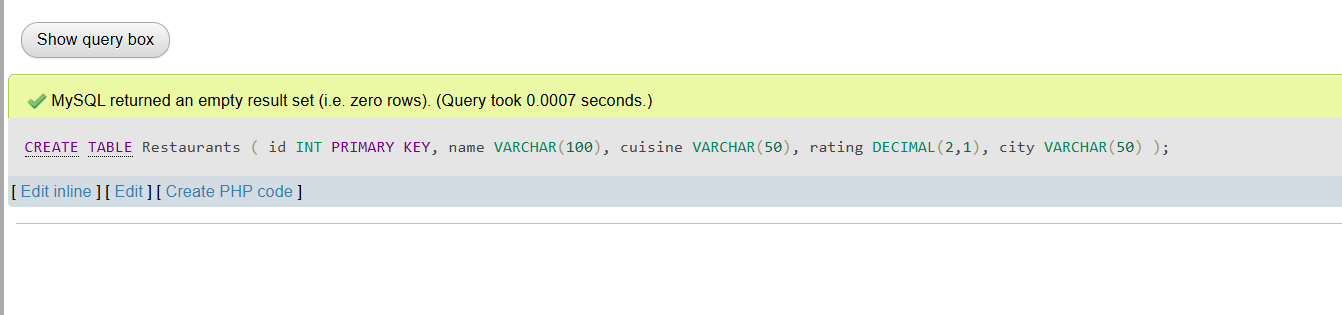 Show query box
MySQL returned an empty result set (i.e. zero rows). (Query took 0.0007 seconds.)
CREATE TABLE Restaurants ( id INT PRIMARY KEY, name VARCHAR(100), cuisine VARCHAR(50), rating DECIMAL(2,1), city VARCHAR(50) );
[ Edit inline ] [ Edit ] [ Create PHP code ]